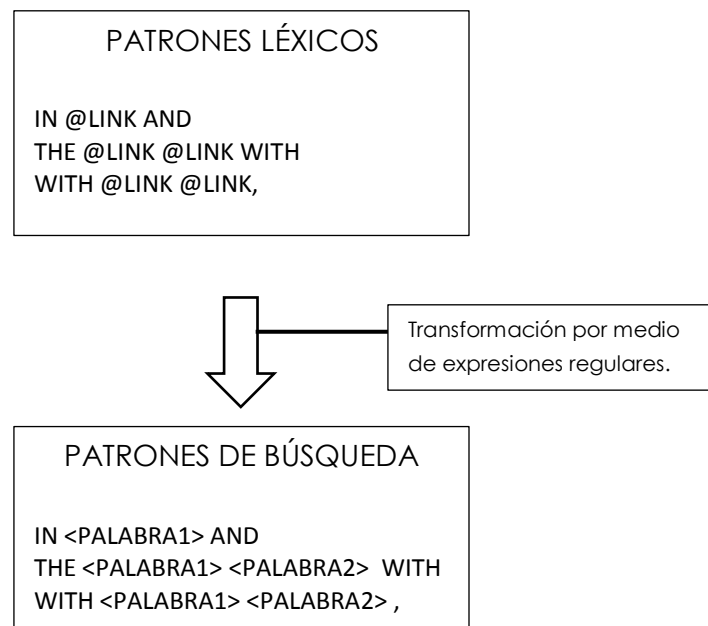 PATRONES LÉXICOS
IN @LINK AND
THE @LINK @LINK WITH
WITH @LINK @LINK,
Transformación por medio
de expresiones regulares.
PATRONES DE BÚSQUEDA
IN <PALABRA1> AND
THE <PALABRA1> <PALABRA2>  WITH
WITH <PALABRA1> <PALABRA2> ,